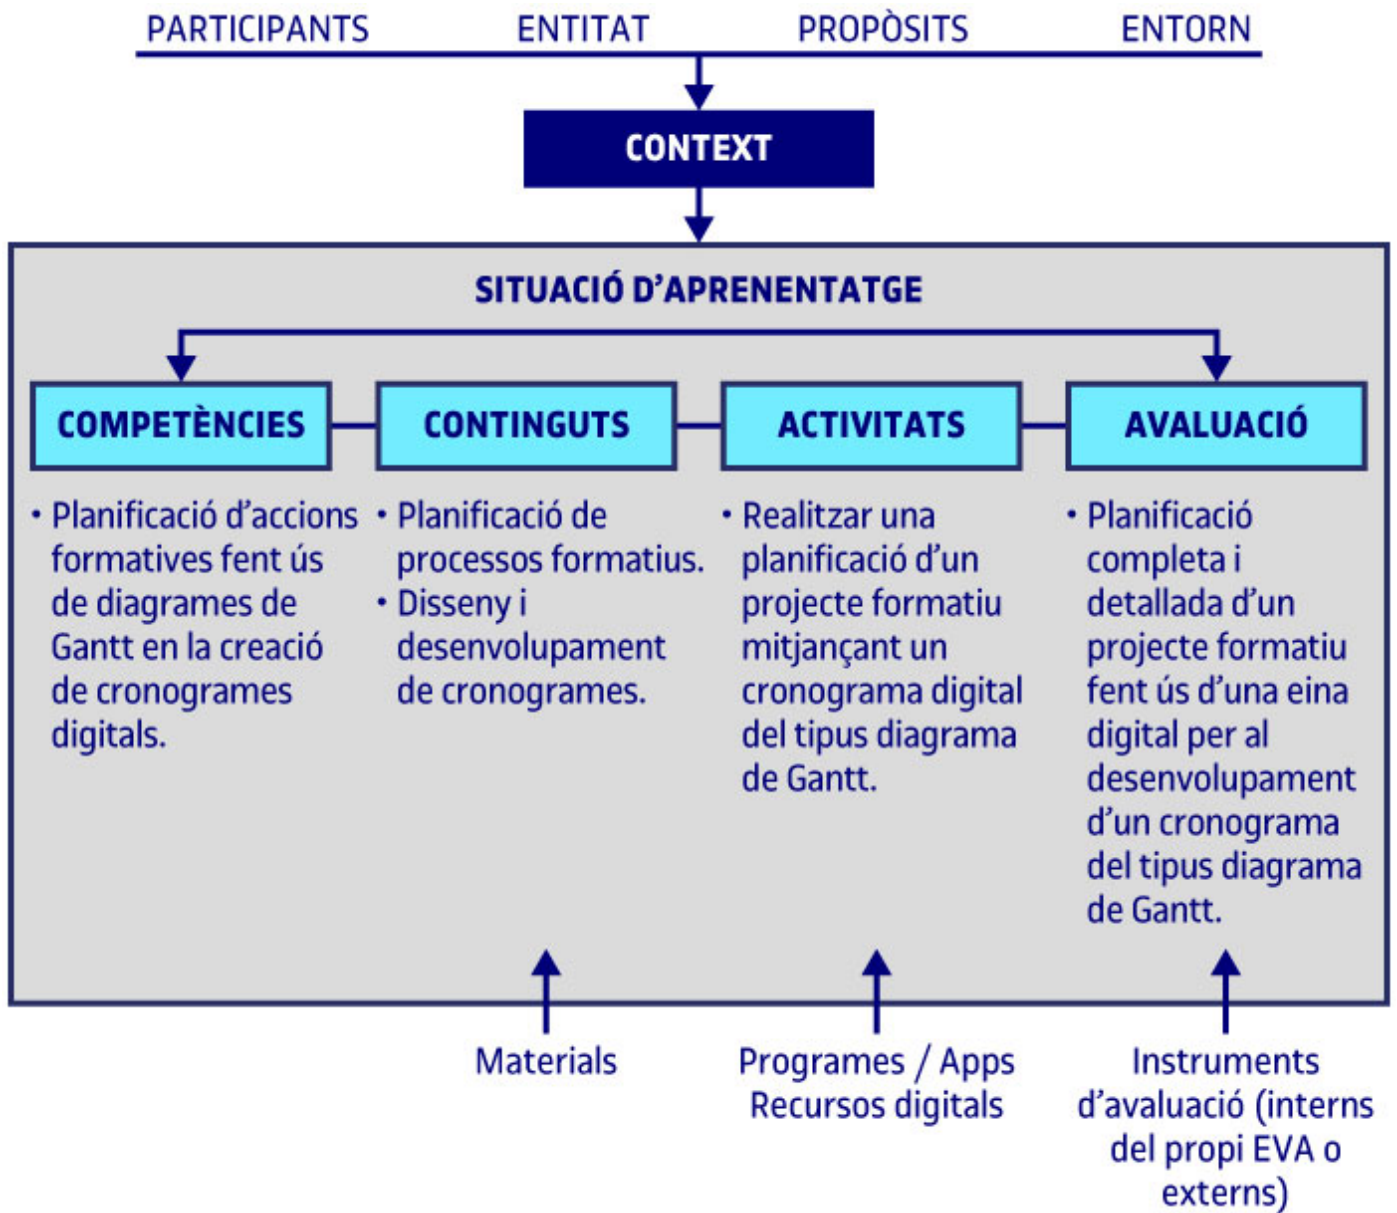 PARTICIPANTS ENTITAT PROPÒSITS ENTORN
CONTEXT
SITUACIÓ D’APRENENTATGE
COMPETÈNCIES
• Planificació d’accions
formatives fent ús
de diagrames de
Gantt en la creació
de cronogrames
digitals.
CONTINGUTS
• Planificació de
processos formatius.
• Disseny i
desenvolupament
de cronogrames.
ACTIVITATS
• Realitzar una
planificació d’un
projecte formatiu
mitjançant un
cronograma digital
del tipus diagrama
de Gantt.
AVALUACIÓ
• Planificació
completa i
detallada d’un
projecte formatiu
fent ús d’una eina
digital per al
desenvolupament
d’un cronograma
del tipus diagrama
de Gantt.
Materials
Programes / Apps
Recursos digitals
Instruments
d’avaluació (interns
del propi EVA o
externs)